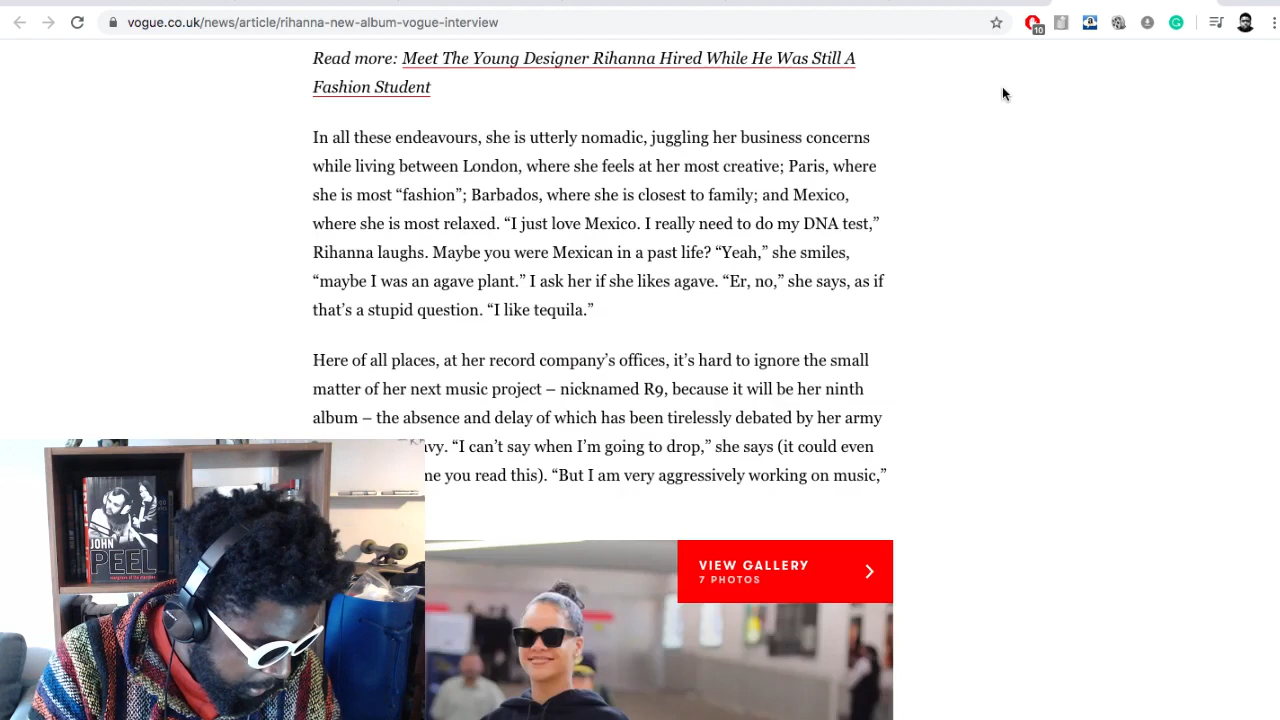 vogue.co.uk/news/article/rihanna-new-album-vogue-interview
10
Read more: Meet The Young Designer Rihanna Hired While He Was Still A
Fashion Student
In all these endeavours, she is utterly nomadic, juggling her business concerns
while living between London, where she feels at her most creative; Paris, where
she is most “fashion”; Barbados, where she is closest to family; and Mexico,
where she is most relaxed. “I just love Mexico. I really need to do my DNA test,”
Rihanna laughs. Maybe you were Mexican in a past life? “Yeah,” she smiles,
“maybe I was an agave plant.” I ask her if she likes agave. “Er, no,” she says, as if
that’s a stupid question. “I like tequila.”
Here of all places, at her record company’s offices, it’s hard to ignore the small
matter of her next music project – nicknamed R9, because it will be her ninth
album – the absence and delay of which has been tirelessly debated by her army
“I can’t say when I’m going to drop,” she says (it could even
you read this). “But I am very aggressively working on music,”
VIEW GALLERY
7 PHOTOS
JOHN
PEEL